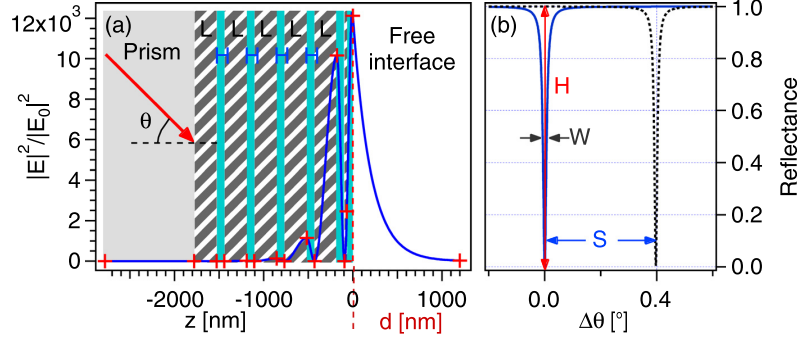 (a)
L L L L L
H H H H
Prism
θ
Free
interface
12x10³
10
8
6
4
2
0
|E|²/|E₀|²
-2000 -1000 0 1000
z [nm]
d [nm]
(b)
H
W
S
1.0
0.8
0.6
0.4
0.2
0.0
Reflectance
0.0 0.4
Δθ [°]